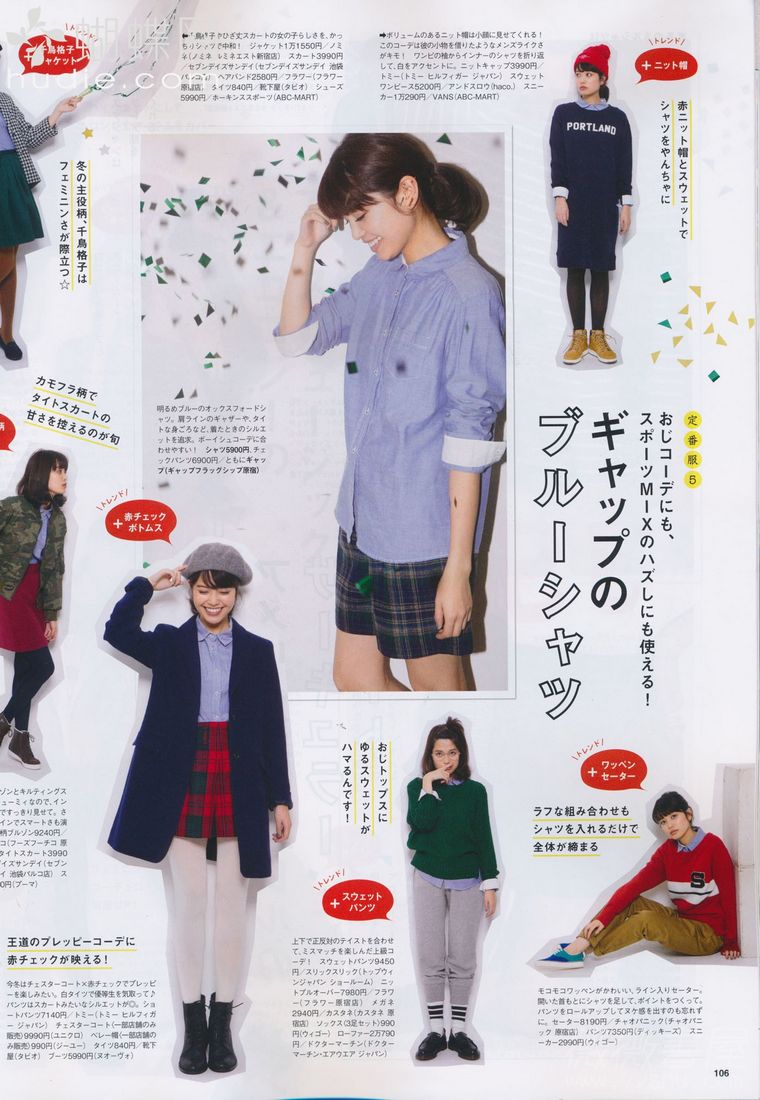 トレンド
+千鳥格子
ジャケット
蝴蝶
hudie.com
冬の主役柄、千鳥格子は
フェミニンさが際立つ☆
ちりシャツで中和! ジャケット1万1550円/ノミ
ネ(ノミネ ルミネエスト新宿店) スカート3990円
/セブンデイズサンデイ(セブンデイズサンデイ 池袋
ヘアバンド2580円/フラワー(フラワー
原宿店) タイツ840円/靴下屋(タビオ) シューズ
5990円/ホーキンススポーツ(ABC-MART)
➡ボリュームのあるニット帽は小顔に見せてくれる!
このコーデは彼の小物を借りたようなメンズライクさ
がキモ! ワンピの袖からインナーのシャツを折り返
して、白をアクセントに。ニットキャップ3990円/
トミー(トミー ヒルフィガー ジャパン) スウェット
ワンピース5200円/アンドスロウ(haco.) スニー
カー1万290円/VANS(ABC-MART)
トレンド
+ニット帽
PORTLAND
赤ニット帽とスウェットで
シャツをやんちゃに
定番服5
おじコーデにも、
スポーツMIXのハズしにも使える!
ギャップの
ブルーシャツ
明るめブルーのオックスフォードシ
ャツ。肩ラインのギャザーや、タイ
トな身ごろなど、着たときのシルエ
ットを追求。ボーイッシュコーデに合
わせやすい! シャツ5900円、チェ
ックパンツ6900円/ともにギャッ
プ(ギャップフラッグシップ原宿)
カモフラ柄で
タイトスカートの
甘さを控えるのが旬
柄
ゾンとキルティングス
ューミィなので、イン
ですっきり見せて。さ
インでスマートさも演
柄ブルゾン9240円/
コ(フーズフーチコ 原
タイトスカート3990
デイズサンデイ(セブン
イ 池袋パルコ店) ス
0円(プーマ)
トレンド
+赤チェック
ボトムス
王道のプレッピーコーデに
赤チェックが映える!
今冬はチェスターコート×赤チェックでプレッピ
ーを楽しみたい。白タイツで優等生を気取って♪
パンツはスカートみたいなシルエットが◎。ショ
ートパンツ7140円/トミー(トミー ヒルフィガ
ー ジャパン) チェスターコート(一部店舗のみ
販売)9990円(ユニクロ) ベレー帽(一部店舗のみ
販売)990円(ジーユー) タイツ840円/靴下
屋(タビオ) ブーツ5990円(ヌオーヴォ)
おじトップスに
ゆるスウェットが
ハマるんです!
トレンド
+スウェット
パンツ
上下で正反対のテイストを合わせ
て、ミスマッチを楽しんだ上級コ
ーデ! スウェットパンツ9450
円/スリックスリック(トップウィ
ンジャパン ショールーム) ニッ
トプルオーバー7980円/フラワ
ー(フラワー原宿店) メガネ
2940円/カスタネ(カスタネ 原
宿店) ソックス(3足セット)990
円(ウィゴー) ローファー2万790
円/ドクターマーチン(ドクター
マーチン・エアウエア ジャパン)
トレンド
+ワッペン
セーター
ラフな組み合わせも
シャツを入れるだけで
全体が締まる
S
モコモコワッペンがかわいい、ライン入りセーター。
開いた首もとにシャツを足して、ポイントをつくって。
パンツをロールアップしてヌケ感を出すのも忘れず
に。セーター8190円/チャオパニック(チャオパ
ニック 原宿店) パンツ7350円(ディッキーズ) スニ
ーカー2990円(ウィゴー)
106